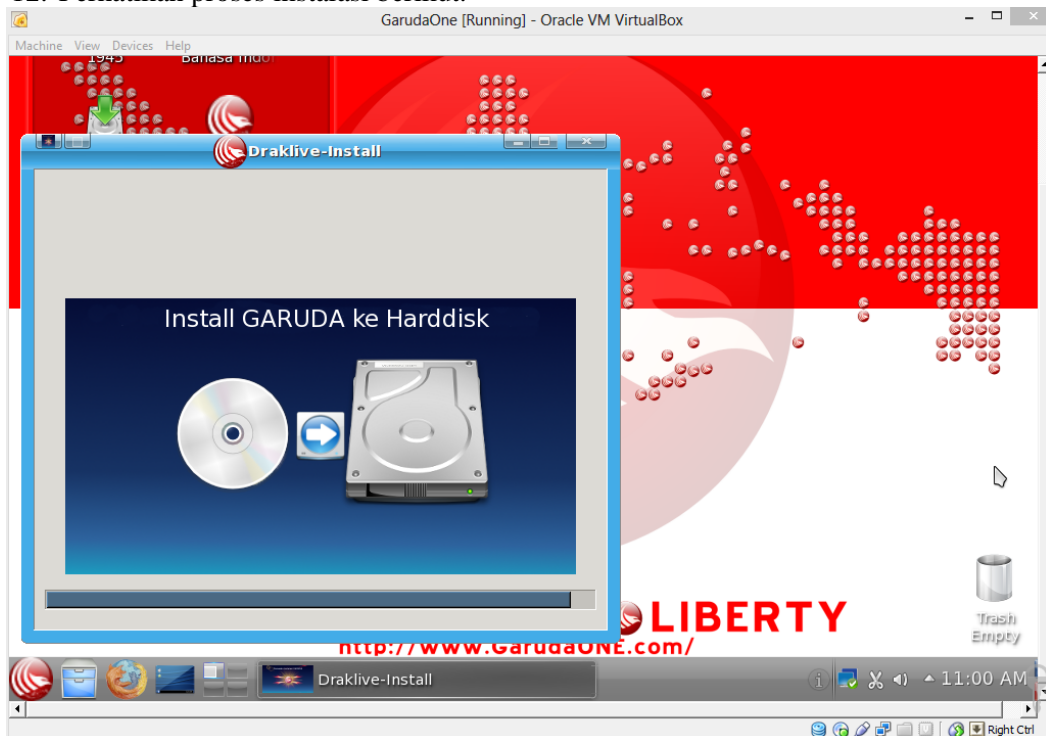 GarudaOne [Running] - Oracle VM VirtualBox
Machine View Devices Help
1945
Draklive-Install
Install GARUDA ke Harddisk
LIBERTY
http://www.GarudaONE.com/
Trash
Empty
Draklive-Install
11:00 AM
Right Ctrl